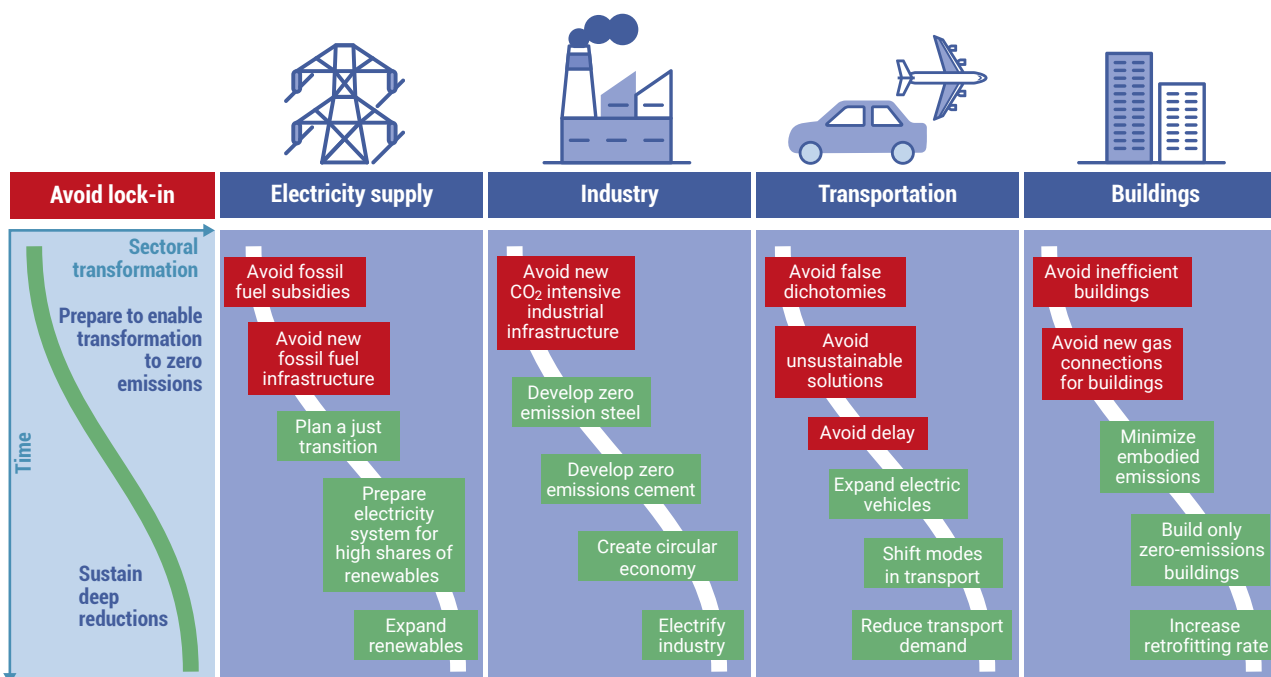 Avoid lock-in
Electricity supply
Industry
Transportation
Buildings
Sectoral
transformation
Prepare to enable
transformation
to zero
emissions
Time
Sustain
deep
reductions
Avoid fossil
fuel subsidies
Avoid new
fossil fuel
infrastructure
Plan a just
transition
Prepare
electricity
system for
high shares of
renewables
Expand
renewables
Avoid new
CO₂ intensive
industrial
infrastructure
Develop zero
emission steel
Develop zero
emissions cement
Create circular
economy
Electrify
industry
Avoid false
dichotomies
Avoid
unsustainable
solutions
Avoid delay
Expand electric
vehicles
Shift modes
in transport
Reduce transport
demand
Avoid inefficient
buildings
Avoid new gas
connections
for buildings
Minimize
embodied
emissions
Build only
zero-emissions
buildings
Increase
retrofitting rate